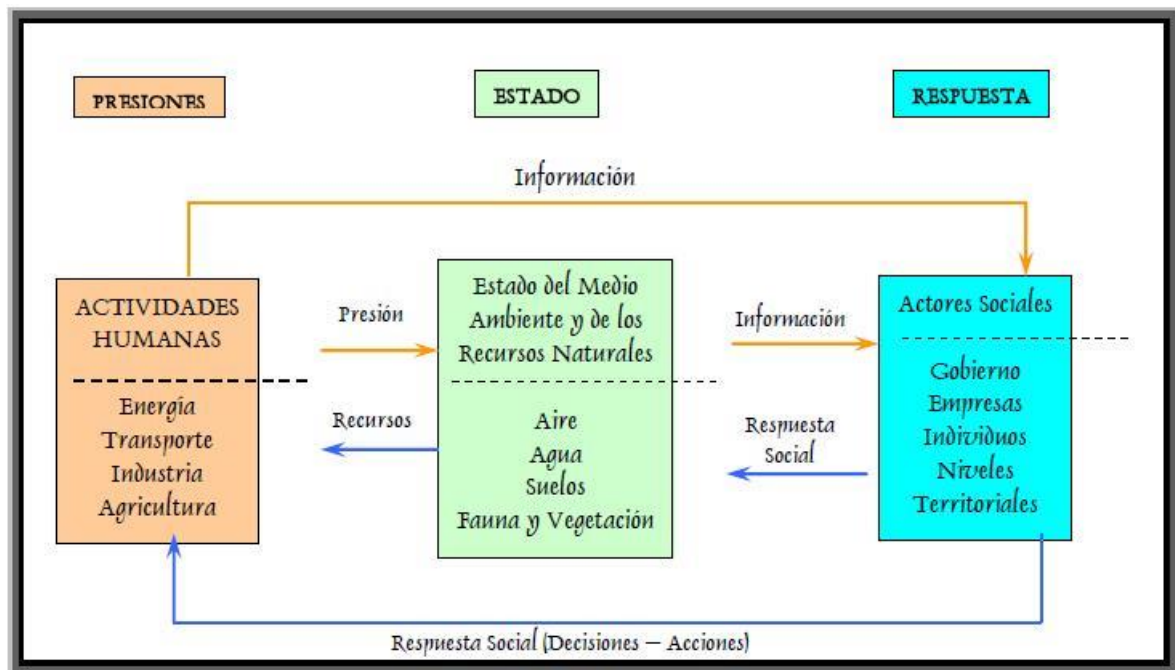 PRESIONES
ESTADO
RESPUESTA
Información
ACTIVIDADES
HUMANAS
Energía
Transporte
Industria
Agricultura
Presión
Recursos
Estado del Medio
Ambiente y de los
Recursos Naturales
Aire
Agua
Suelos
Fauna y Vegetación
Información
Respuesta
Social
Actores Sociales
Gobierno
Empresas
Individuos
Niveles
Territoriales
Respuesta Social (Decisiones – Acciones)